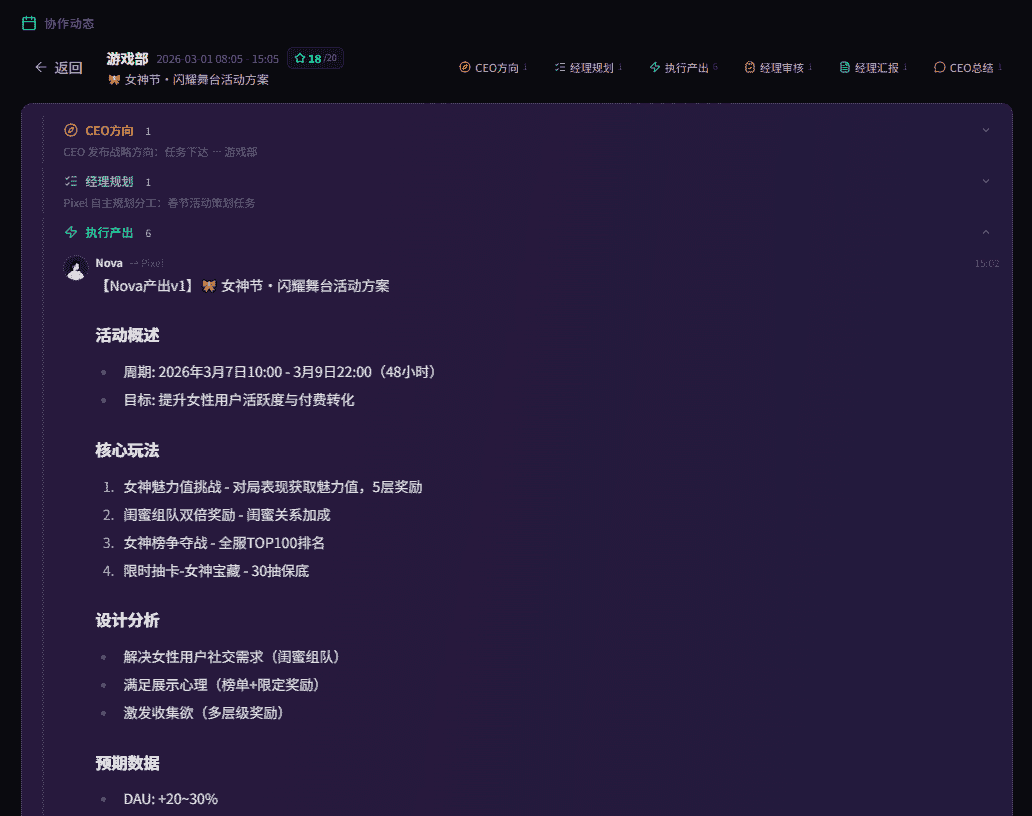 协作动态
返回
游戏部 2026-03-01 08:05 - 15:05 18/20
女神节·闪耀舞台活动方案
CEO方向 1
经理规划 1
执行产出 6
经理审核 1
经理汇报 1
CEO总结 1
CEO方向 1
CEO 发布战略方向：任务下达 — 游戏部
经理规划 1
Pixel 自主规划分工：春节活动策划任务
执行产出 6
Nova → Pixel 15:02
【Nova产出v1】 女神节·闪耀舞台活动方案
活动概述
周期: 2026年3月7日10:00 - 3月9日22:00（48小时）
目标: 提升女性用户活跃度与付费转化
核心玩法
1. 女神魅力值挑战 - 对局表现获取魅力值，5层奖励
2. 闺蜜组队双倍奖励 - 闺蜜关系加成
3. 女神榜争夺战 - 全服TOP100排名
4. 限时抽卡-女神宝藏 - 30抽保底
设计分析
解决女性用户社交需求（闺蜜组队）
满足展示心理（榜单+限定奖励）
激发收集欲（多层级奖励）
预期数据
DAU: +20~30%